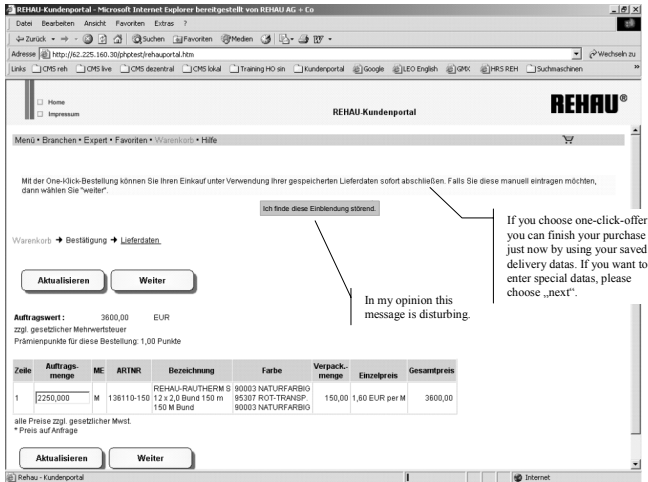 REHAU-Kundenportal - Microsoft Internet Explorer bereitgestellt von REHAU AG + Co
Datei Bearbeiten Ansicht Favoriten Extras ?
Zurück Suchen Favoriten Medien
Adresse http://62.225.160.30/phptest/rehauportal.htm Wechseln zu
Links CMS reh CMS live CMS dezentral CMS lokal Training HO sin Kundenportal Google LEO English GMX HRS REH Suchmaschinen »
Home
Impressum
REHAU-Kundenportal
REHAU®
Menü • Branchen • Expert • Favoriten • Warenkorb • Hilfe
Mit der One-Klick-Bestellung können Sie Ihren Einkauf unter Verwendung Ihrer gespeicherten Lieferdaten sofort abschließen. Falls Sie diese manuell eintragen möchten,
dann wählen Sie "weiter".
Ich finde diese Einblendung störend.
If you choose one-click-offer
you can finish your purchase
just now by using your saved
delivery datas. If you want to
enter special datas, please
choose „next“.
Warenkorb ➔ Bestätigung ➔ Lieferdaten
In my opinion this
message is disturbing.
Aktualisieren Weiter
Auftragswert : 3600,00 EUR
zzgl. gesetzlicher Mehrwertsteuer
Prämienpunkte für diese Bestellung: 1,00 Punkte
Zeile Auftrags-menge ME ARTNR Bezeichnung Farbe Verpack.-menge Einzelpreis Gesamtpreis
REHAU-RAUTHERM S 90003 NATURFARBIG
1 2250,000 M 136110-150 12 x 2,0 Bund 150 m 95307 ROT-TRANSP. 150,00 1,60 EUR per M 3600,00
150 M Bund 90003 NATURFARBIG
alle Preise zzgl. gesetzlicher Mwst.
* Preis auf Anfrage
Aktualisieren Weiter
Rehau - Kundenportal Internet